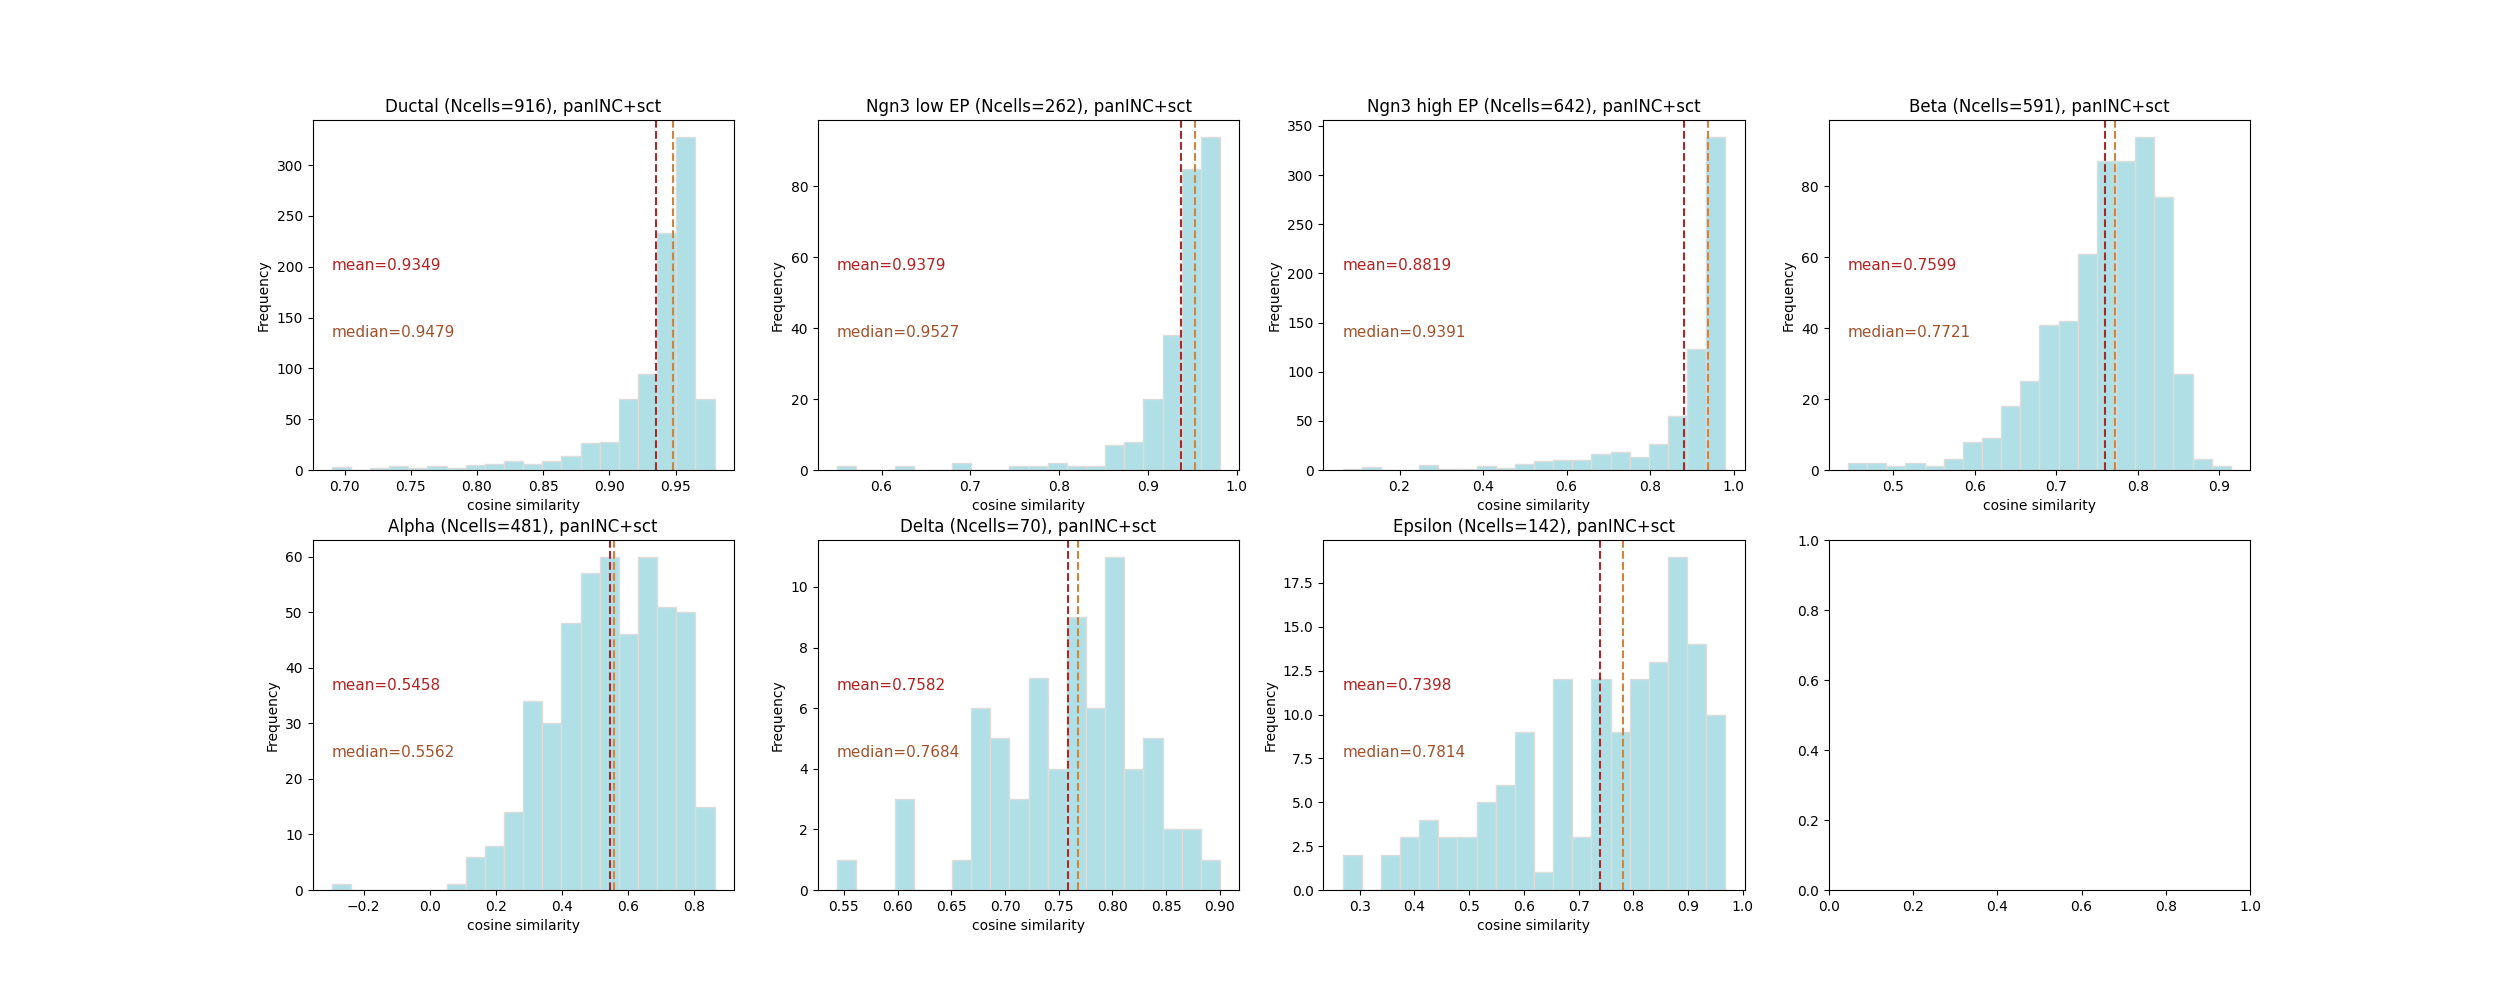 Ductal (Ncells=916), panINC+sct
Frequency
300
250
200
150
100
50
0
mean=0.9349
median=0.9479
0.70 0.75 0.80 0.85 0.90 0.95
cosine similarity
Ngn3 low EP (Ncells=262), panINC+sct
Frequency
80
60
40
20
0
mean=0.9379
median=0.9527
0.6 0.7 0.8 0.9 1.0
cosine similarity
Ngn3 high EP (Ncells=642), panINC+sct
Frequency
350
300
250
200
150
100
50
0
mean=0.8819
median=0.9391
0.2 0.4 0.6 0.8 1.0
cosine similarity
Beta (Ncells=591), panINC+sct
Frequency
80
60
40
20
0
mean=0.7599
median=0.7721
0.5 0.6 0.7 0.8 0.9
cosine similarity
Alpha (Ncells=481), panINC+sct
Frequency
60
50
40
30
20
10
0
mean=0.5458
median=0.5562
−0.2 0.0 0.2 0.4 0.6 0.8
cosine similarity
Delta (Ncells=70), panINC+sct
Frequency
10
8
6
4
2
0
mean=0.7582
median=0.7684
0.55 0.60 0.65 0.70 0.75 0.80 0.85 0.90
cosine similarity
Epsilon (Ncells=142), panINC+sct
Frequency
17.5
15.0
12.5
10.0
7.5
5.0
2.5
0.0
mean=0.7398
median=0.7814
0.3 0.4 0.5 0.6 0.7 0.8 0.9 1.0
cosine similarity
1.0
0.8
0.6
0.4
0.2
0.0
0.0 0.2 0.4 0.6 0.8 1.0